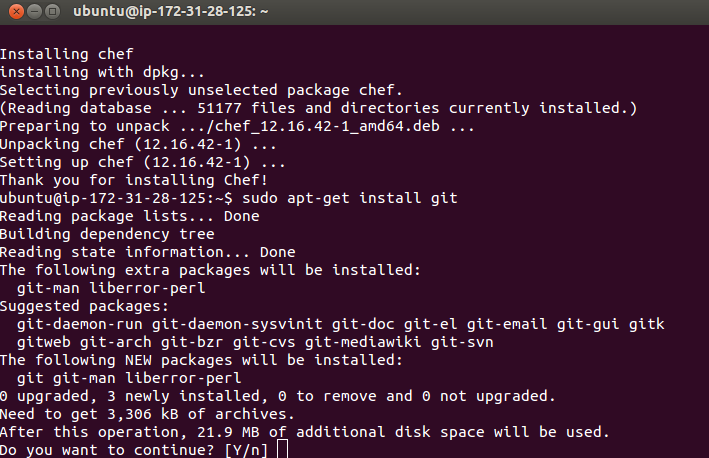 ubuntu@ip-172-31-28-125: ~
Installing chef
installing with dpkg...
Selecting previously unselected package chef.
(Reading database ... 51177 files and directories currently installed.)
Preparing to unpack .../chef_12.16.42-1_amd64.deb ...
Unpacking chef (12.16.42-1) ...
Setting up chef (12.16.42-1) ...
Thank you for installing Chef!
ubuntu@ip-172-31-28-125:~$ sudo apt-get install git
Reading package lists... Done
Building dependency tree
Reading state information... Done
The following extra packages will be installed:
  git-man liberror-perl
Suggested packages:
  git-daemon-run git-daemon-sysvinit git-doc git-el git-email git-gui gitk
  gitweb git-arch git-bzr git-cvs git-mediawiki git-svn
The following NEW packages will be installed:
  git git-man liberror-perl
0 upgraded, 3 newly installed, 0 to remove and 0 not upgraded.
Need to get 3,306 kB of archives.
After this operation, 21.9 MB of additional disk space will be used.
Do you want to continue? [Y/n]